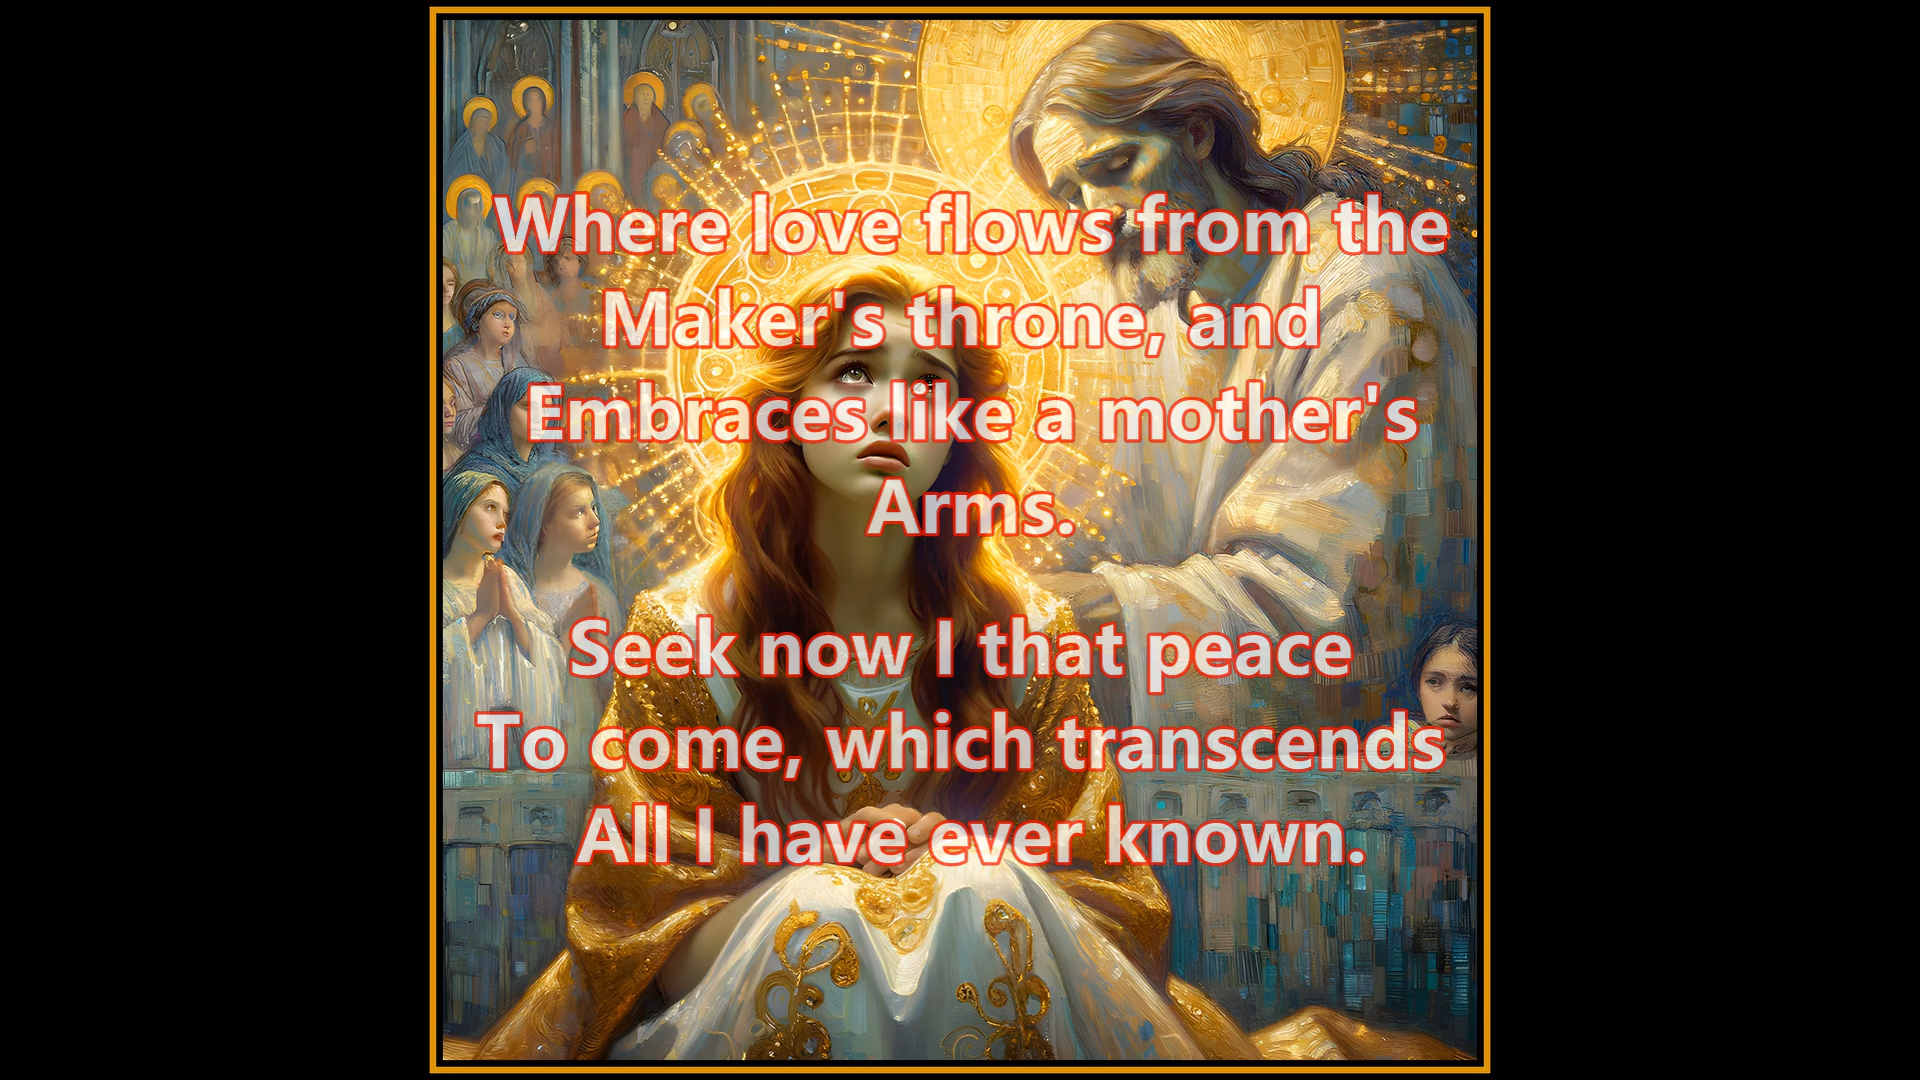 Where love flows from the
Maker's throne, and
Embraces like a mother's
Arms.
Seek now I that peace
To come, which transcends
All I have ever known.